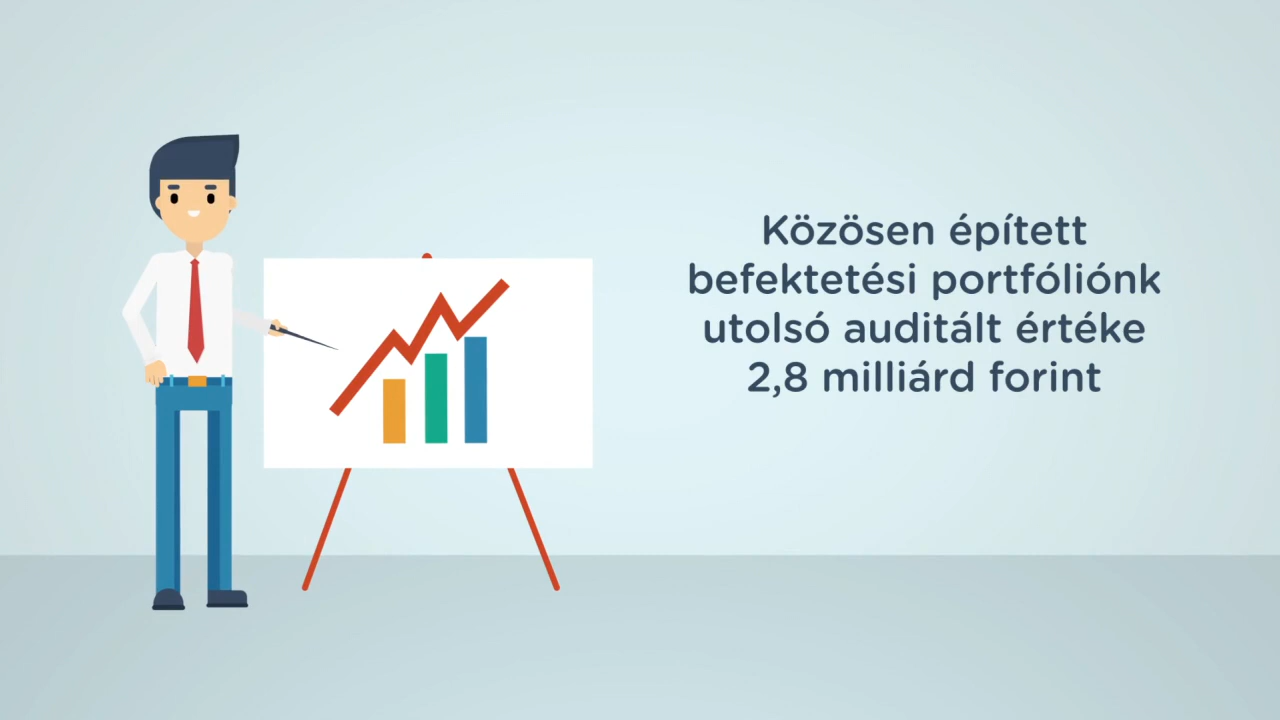 Közösen épített
befektetési portfóliónk
utolsó auditált értéke
2,8 milliárd forint